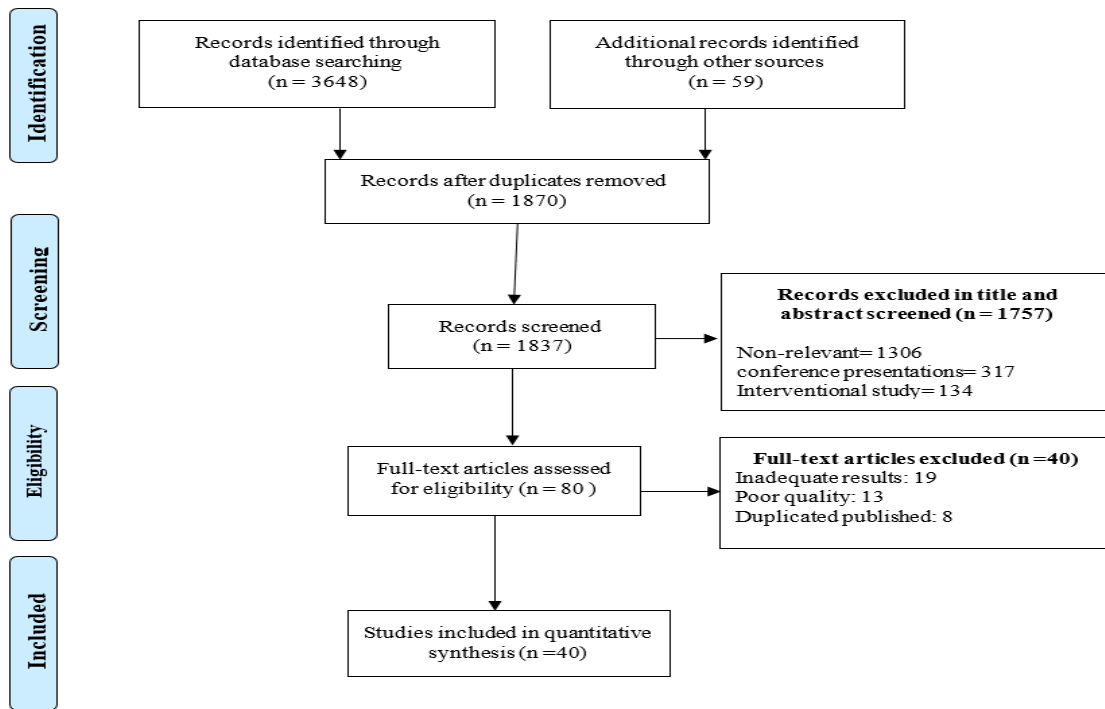 Identification
Records identified through
database searching
(n = 3648)
Additional records identified
through other sources
(n = 59)
Records after duplicates removed
(n = 1870)
Screening
Records screened
(n = 1837)
Records excluded in title and
abstract screened (n = 1757)
Non-relevant= 1306
conference presentations= 317
Interventional study= 134
Eligibility
Full-text articles assessed
for eligibility (n = 80 )
Full-text articles excluded (n =40)
Inadequate results: 19
Poor quality: 13
Duplicated published: 8
Included
Studies included in quantitative
synthesis (n =40)